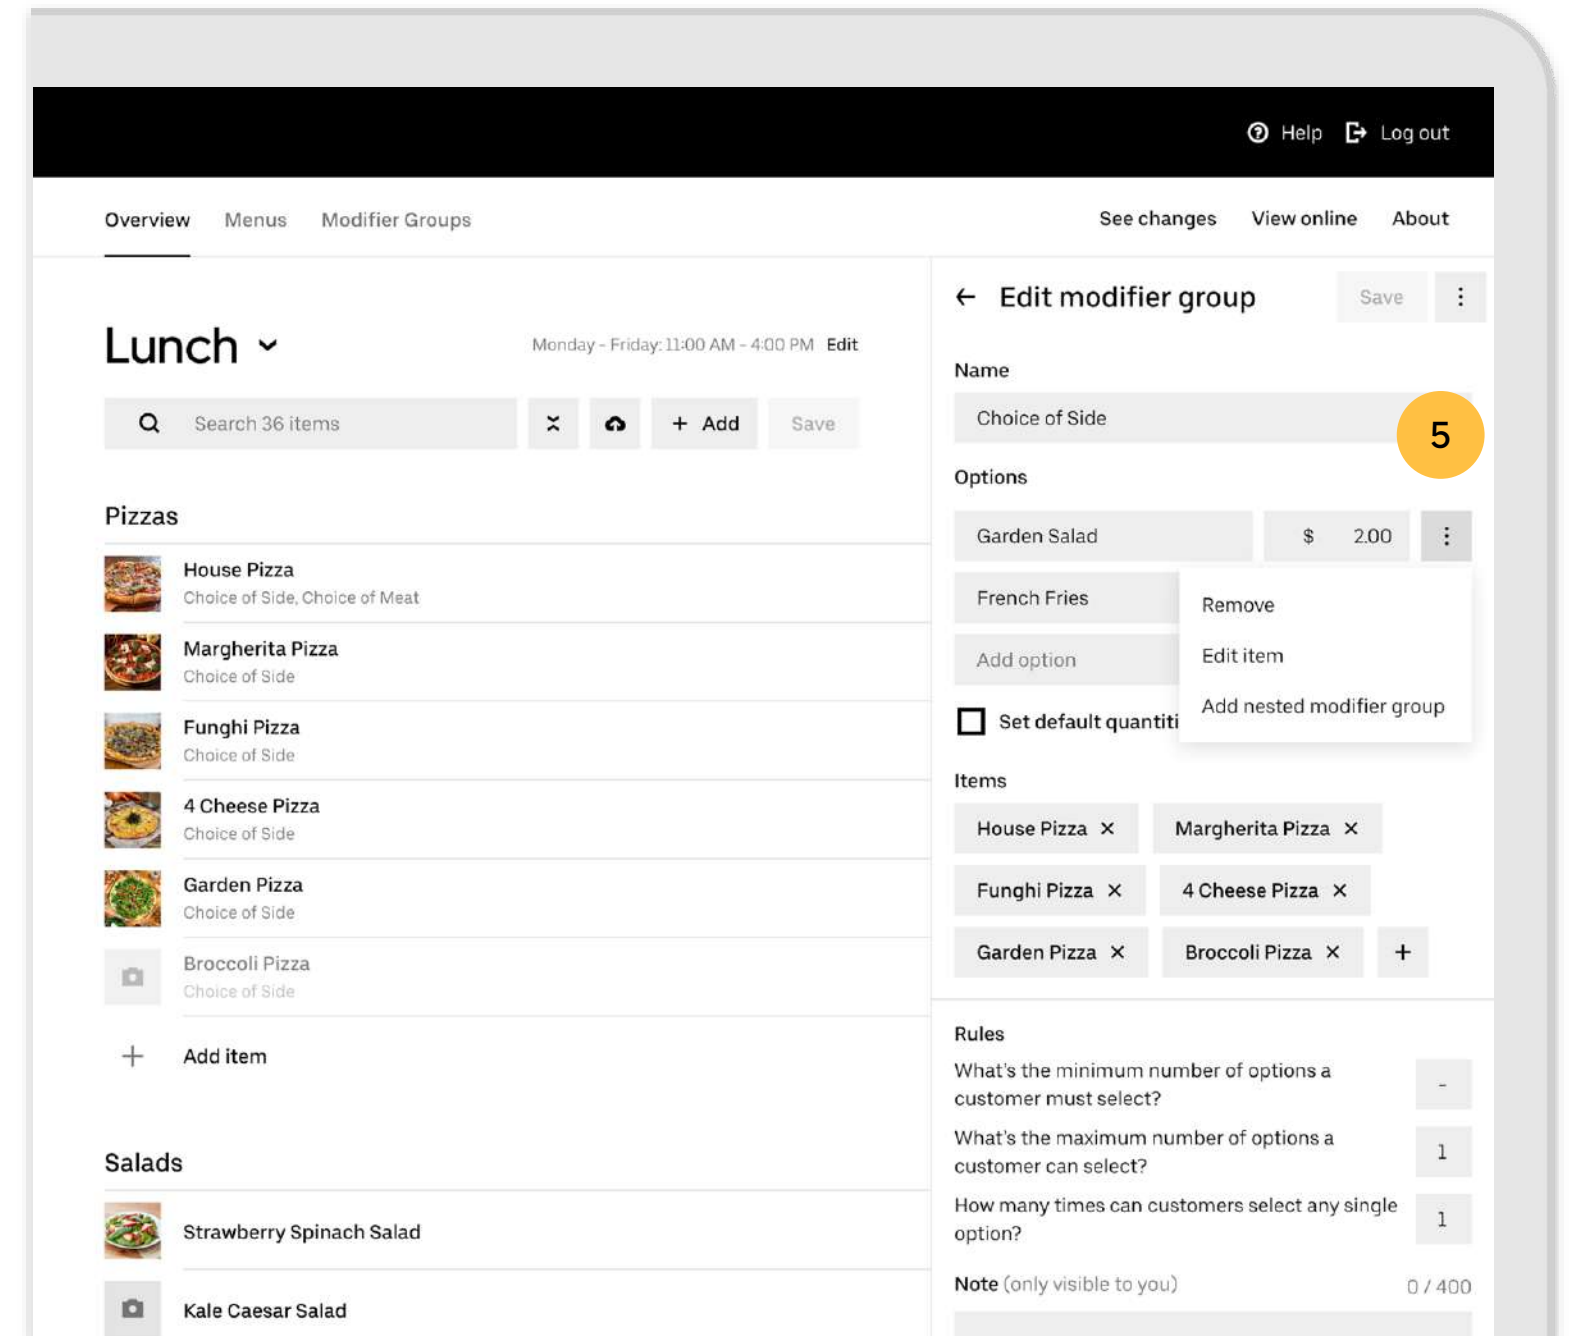 Help Log out
Overview Menus Modifier Groups See changes View online About
Lunch Monday - Friday: 11:00 AM - 4:00 PM Edit
Search 36 items + Add Save
Pizzas
House Pizza
Choice of Side, Choice of Meat
Margherita Pizza
Choice of Side
Funghi Pizza
Choice of Side
4 Cheese Pizza
Choice of Side
Garden Pizza
Choice of Side
Broccoli Pizza
Choice of Side
+ Add item
Salads
Strawberry Spinach Salad
Kale Caesar Salad
← Edit modifier group Save
Name
Choice of Side
5
Options
Garden Salad $ 2.00
French Fries
Add option
Remove
Edit item
Add nested modifier group
Set default quantiti
Items
House Pizza × Margherita Pizza ×
Funghi Pizza × 4 Cheese Pizza ×
Garden Pizza × Broccoli Pizza × +
Rules
What's the minimum number of options a
customer must select? -
What's the maximum number of options a
customer can select? 1
How many times can customers select any single
option? 1
Note (only visible to you) 0 / 400